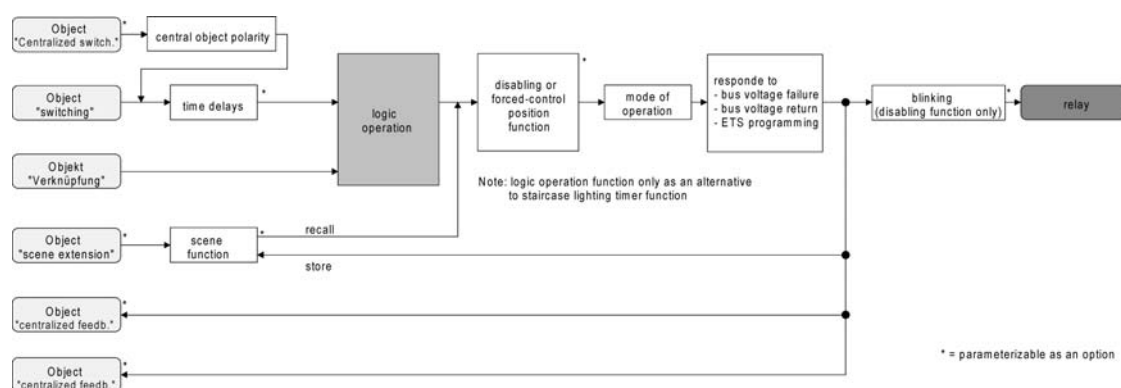 Object
"Centralized switch."
*
central object polarity
Object
"switching"
time delays
*
logic
operation
disabling or
forced-control
position
function
*
mode of
operation
responde to
- bus voltage failure
- bus voltage return
- ETS programming
blinking
(disabling function only)
*
relay
Objekt
"Verknüpfung"
Note: logic operation function only as an alternative
to staircase lighting timer function
Object
"scene extension"
*
scene
function
*
recall
store
Object
"centralized feedb."
*
Object
"centralized feedb."
*
* = parameterizable as an option